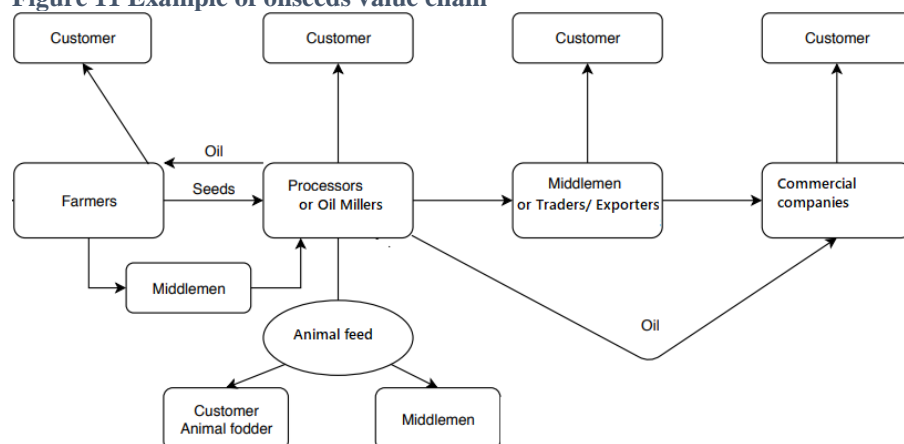 Figure 11 Example of oilseeds value chain
Customer
Customer
Customer
Customer
Oil
Farmers
Seeds
Processors
or Oil Millers
Middlemen
or Traders/ Exporters
Commercial
companies
Middlemen
Animal feed
Oil
Customer
Animal fodder
Middlemen